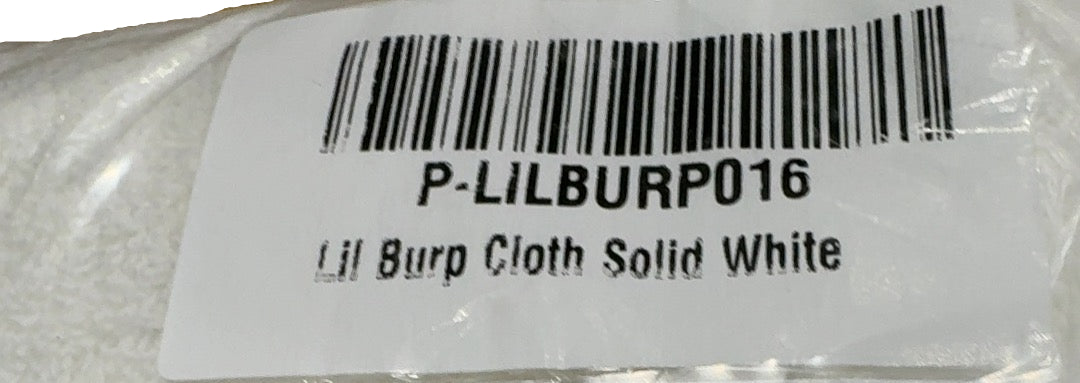 P-LILBURP016
Lil Burp Cloth Solid White